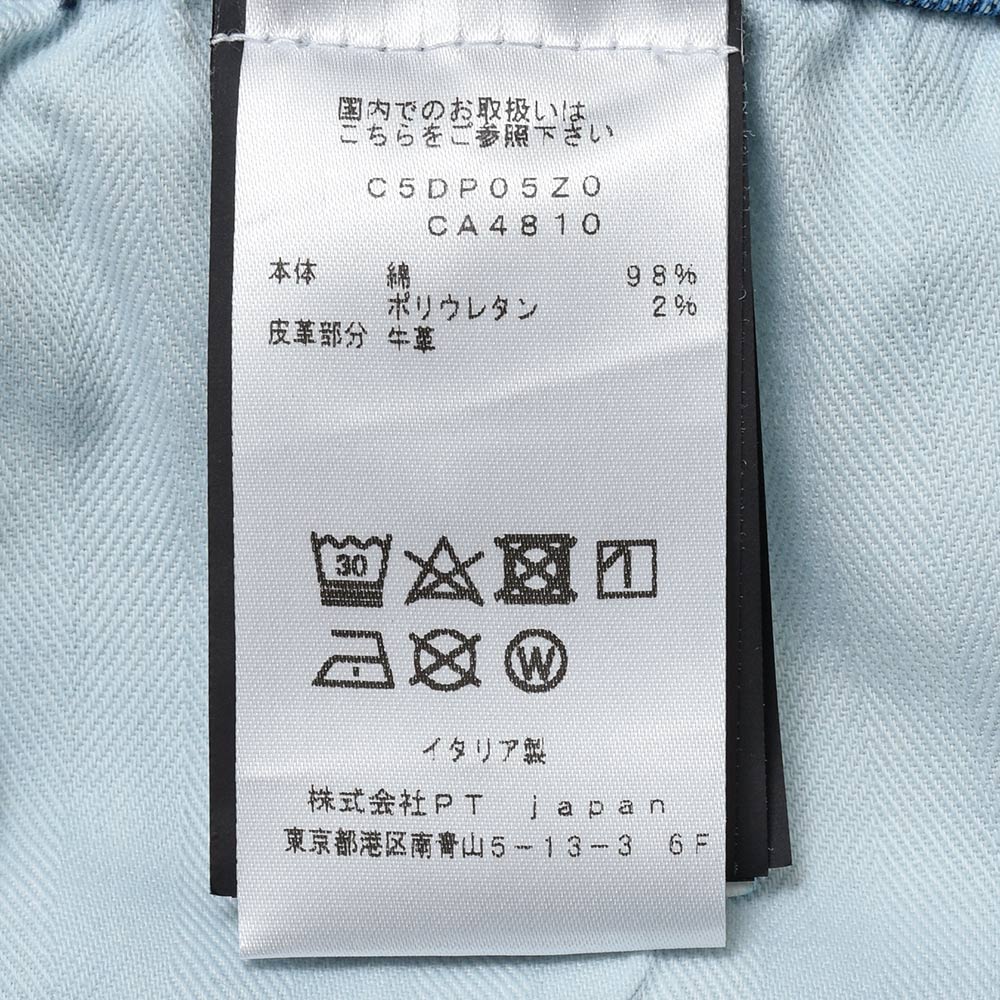 国内でのお取扱いは
こちらをご参照下さい
C5DP05Z0
CA4810
本体 綿 98%
ポリウレタン 2%
皮革部分 牛革
30
W
イタリア製
株式会社PT japan
東京都港区南青山5-13-3 6F